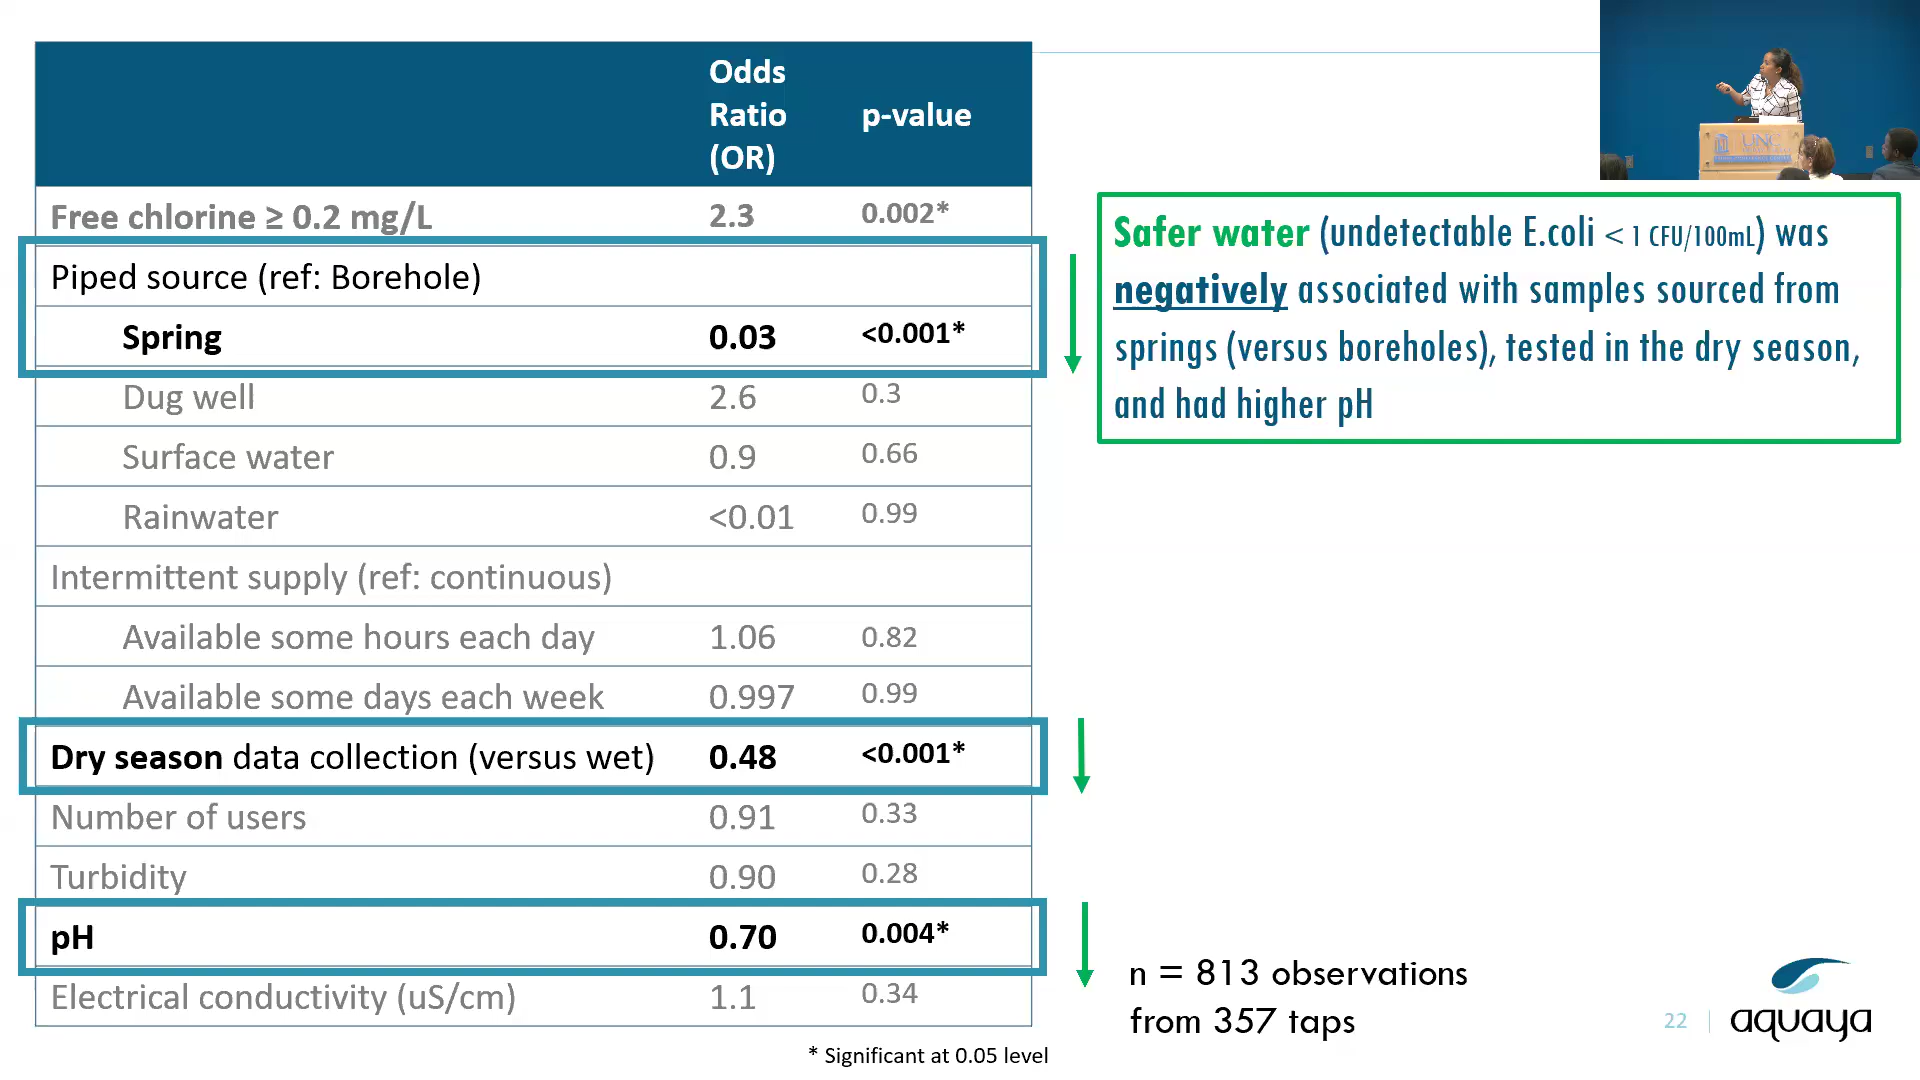 Odds
Ratio
(OR)
p-value
Free chlorine ≥ 0.2 mg/L 2.3 0.002*
Piped source (ref: Borehole)
Spring 0.03 <0.001*
Dug well 2.6 0.3
Surface water 0.9 0.66
Rainwater <0.01 0.99
Intermittent supply (ref: continuous)
Available some hours each day 1.06 0.82
Available some days each week 0.997 0.99
Dry season data collection (versus wet) 0.48 <0.001*
Number of users 0.91 0.33
Turbidity 0.90 0.28
pH 0.70 0.004*
Electrical conductivity (uS/cm) 1.1 0.34
* Significant at 0.05 level
UNC
Safer water (undetectable E.coli < 1 CFU/100mL) was
negatively associated with samples sourced from
springs (versus boreholes), tested in the dry season,
and had higher pH
n = 813 observations
from 357 taps
22
aquaya